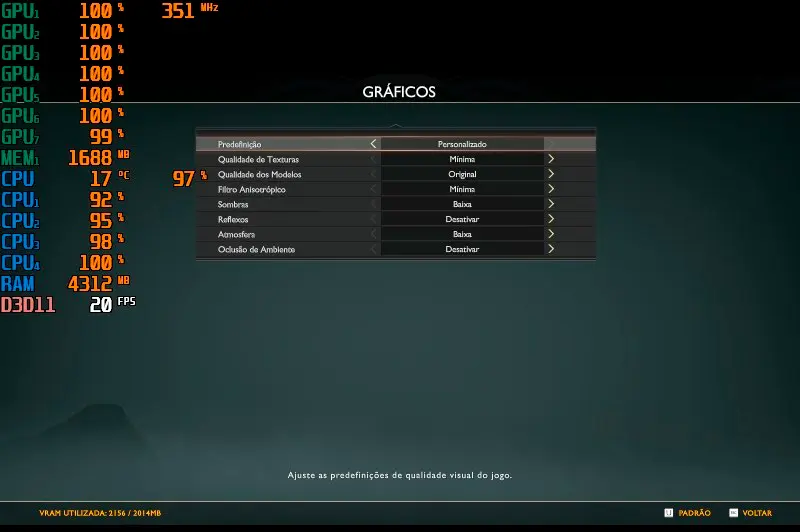 GPU1 100 % 351 MHz
GPU2 100 %
GPU3 100 %
GPU4 100 %
GPU5 100 %
GPU6 100 %
GPU7 99 %
MEM1 1688 MB
CPU 17 °C 97 %
CPU1 92 %
CPU2 95 %
CPU3 98 %
CPU4 100 %
RAM 4312 MB
D3D11 20 FPS
GRÁFICOS
Predefinição Personalizado
Qualidade de Texturas Mínima
Qualidade dos Modelos Original
Filtro Anisotrópico Mínima
Sombras Baixa
Reflexos Desativar
Atmosfera Baixa
Oclusão de Ambiente Desativar
Ajuste as predefinições de qualidade visual do jogo.
VRAM UTILIZADA: 2156 / 2014MB
PADRÃO VOLTAR